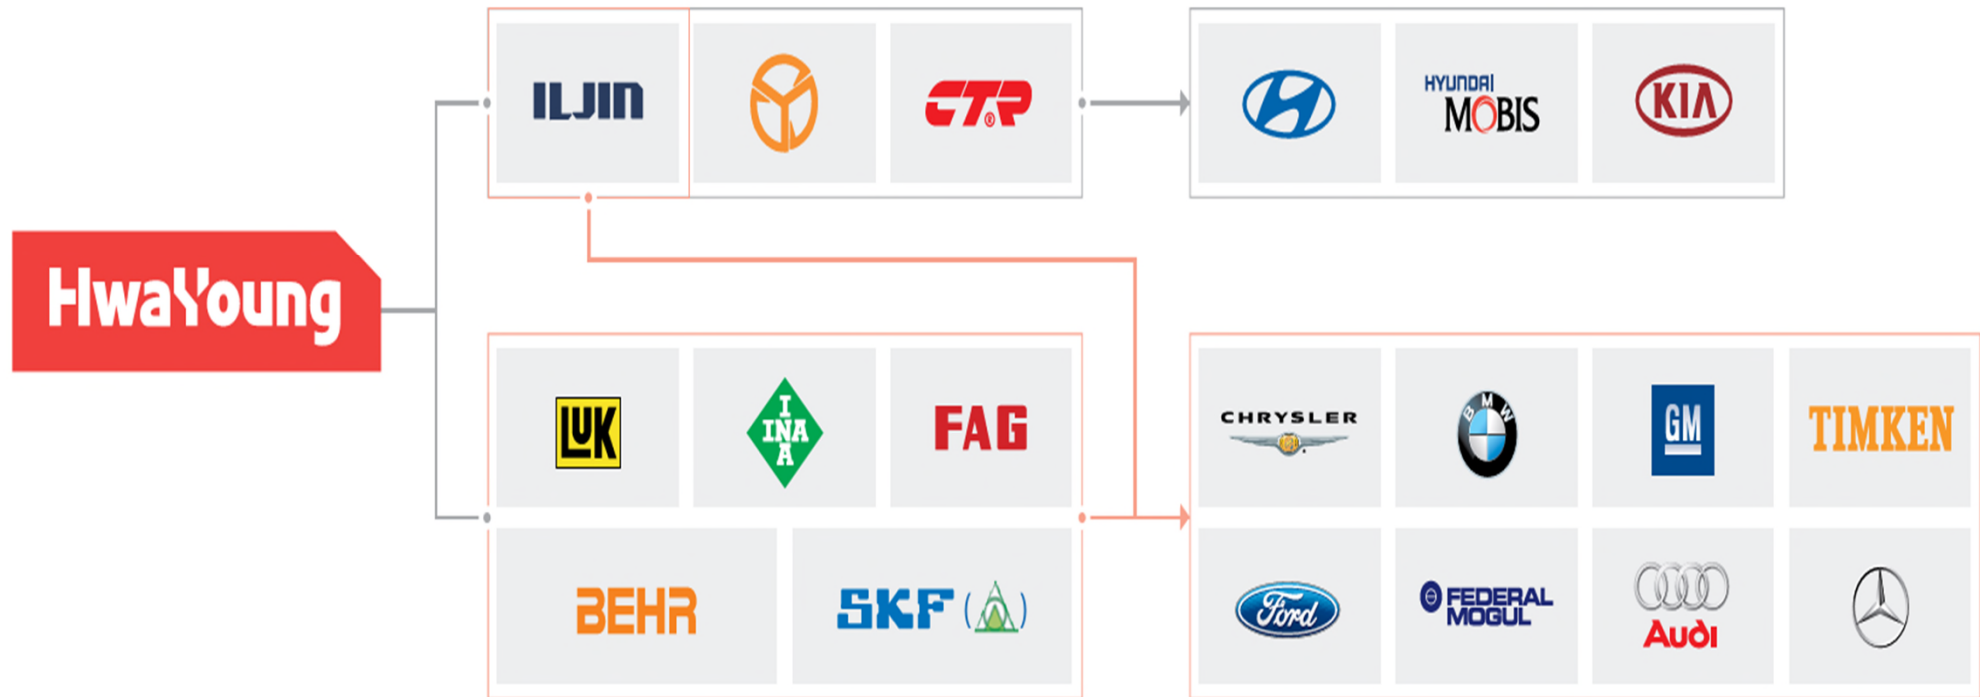 ILJIN
CTR®
HYUNDAI
MOBIS
KIA
HwaYoung
LUK
I
INA
A
FAG
CHRYSLER
BMW
GM
TIMKEN
BEHR
SKF ( )
Ford
FEDERAL
MOGUL
Audi